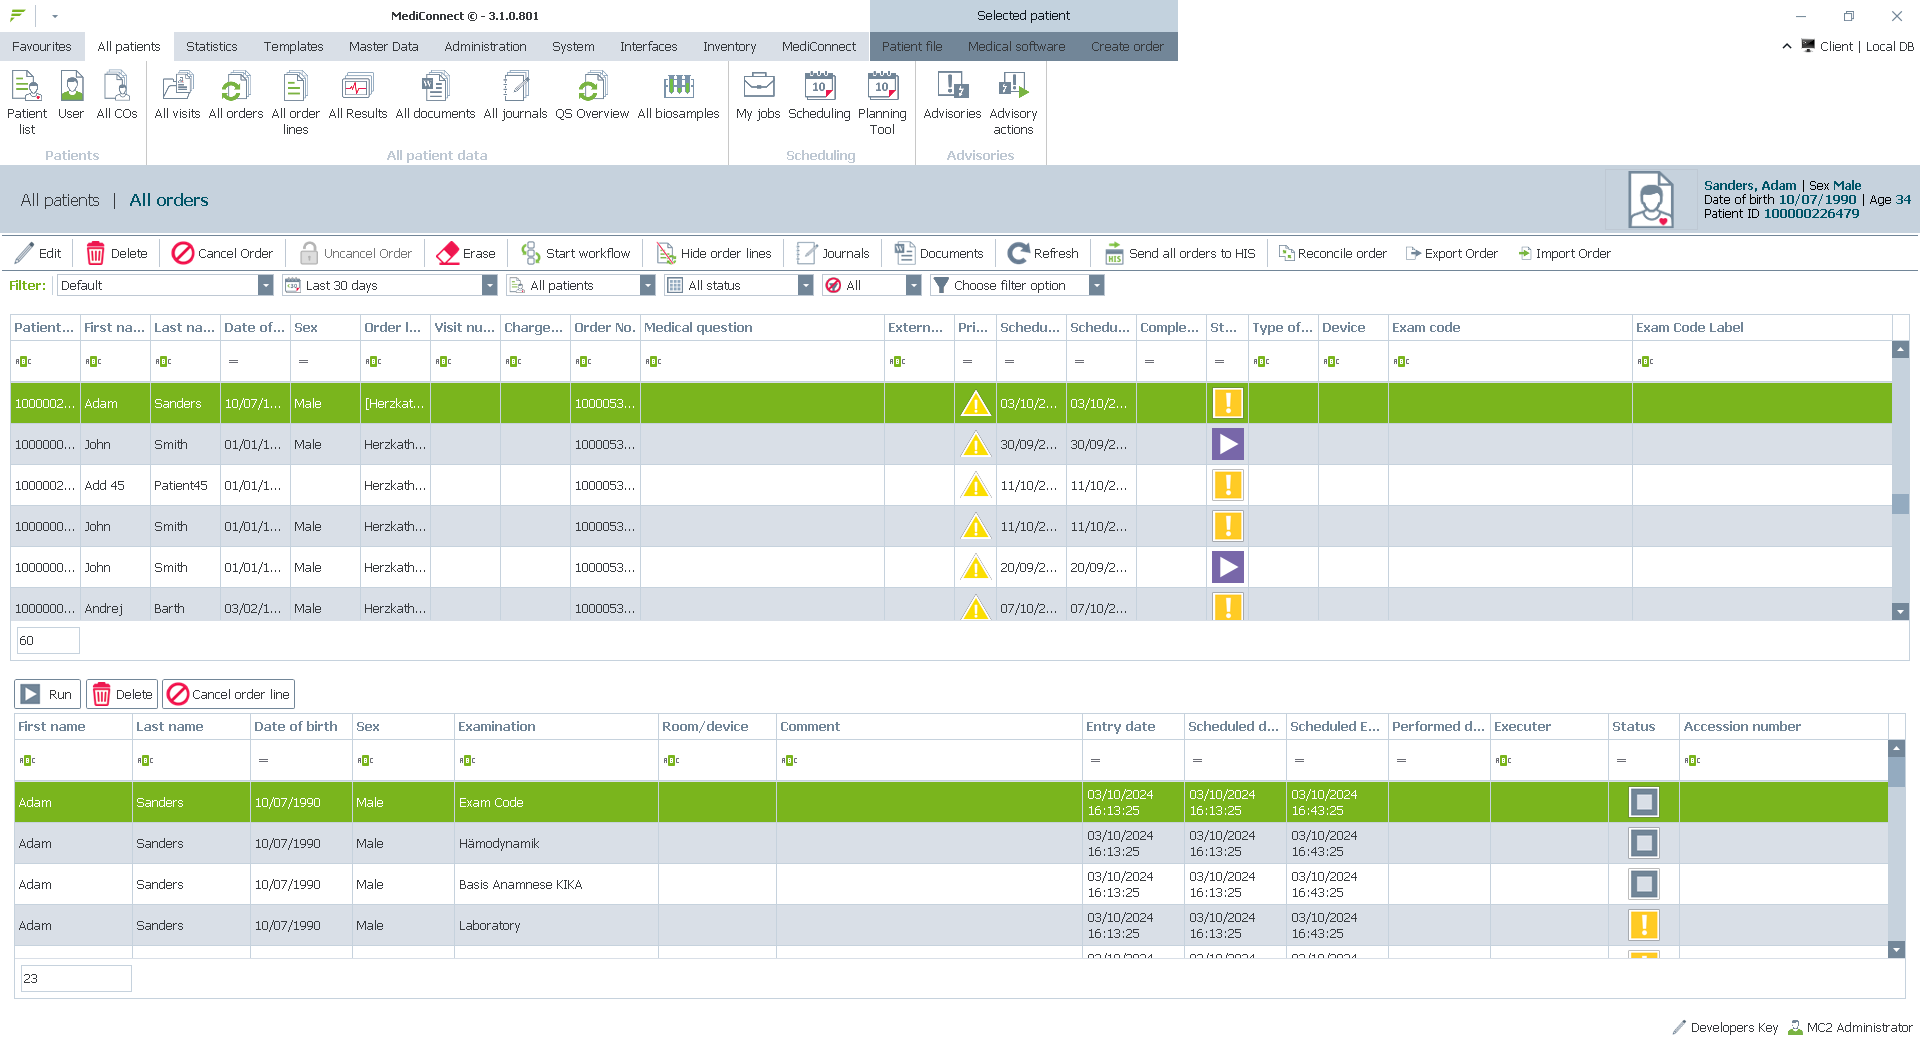 MediConnect © - 3.1.0.801
Selected patient
Favourites All patients Statistics Templates Master Data Administration System Interfaces Inventory MediConnect Patient file Medical software Create order
Client | Local DB
Patient list User All COs All visits All orders All order lines All Results All documents All journals QS Overview All biosamples My jobs Scheduling Planning Tool Advisories Advisory actions
Patients All patient data Scheduling Advisories
All patients | All orders
Sanders, Adam | Sex Male
Date of birth 10/07/1990 | Age 34
Patient ID 100000226479
Edit Delete Cancel Order Uncancel Order Erase Start workflow Hide order lines Journals Documents Refresh Send all orders to HIS Reconcile order Export Order Import Order
Filter: Default Last 30 days All patients All status All Choose filter option
Patient... First na... Last na... Date of... Sex Order l... Visit nu... Charge... Order No. Medical question Extern... Pri... Schedu... Schedu... Comple... St... Type of... Device Exam code Exam Code Label
1000002... Adam Sanders 10/07/1... Male [Herzkat... 1000053... 03/10/2... 03/10/2...
1000000... John Smith 01/01/1... Male Herzkath... 1000053... 30/09/2... 30/09/2...
1000002... Add 45 Patient45 01/01/1... Herzkath... 1000053... 11/10/2... 11/10/2...
1000000... John Smith 01/01/1... Male Herzkath... 1000053... 11/10/2... 11/10/2...
1000000... John Smith 01/01/1... Male Herzkath... 1000053... 20/09/2... 20/09/2...
1000000... Andrej Barth 03/02/1... Male Herzkath... 1000053... 07/10/2... 07/10/2...
60
Run Delete Cancel order line
First name Last name Date of birth Sex Examination Room/device Comment Entry date Scheduled d... Scheduled E... Performed d... Executer Status Accession number
Adam Sanders 10/07/1990 Male Exam Code 03/10/2024 16:13:25 03/10/2024 16:13:25 03/10/2024 16:43:25
Adam Sanders 10/07/1990 Male Hämodynamik 03/10/2024 16:13:25 03/10/2024 16:13:25 03/10/2024 16:43:25
Adam Sanders 10/07/1990 Male Basis Anamnese KIKA 03/10/2024 16:13:25 03/10/2024 16:13:25 03/10/2024 16:43:25
Adam Sanders 10/07/1990 Male Laboratory 03/10/2024 16:13:25 03/10/2024 16:13:25 03/10/2024 16:43:25
23
Developers Key MC2 Administrator